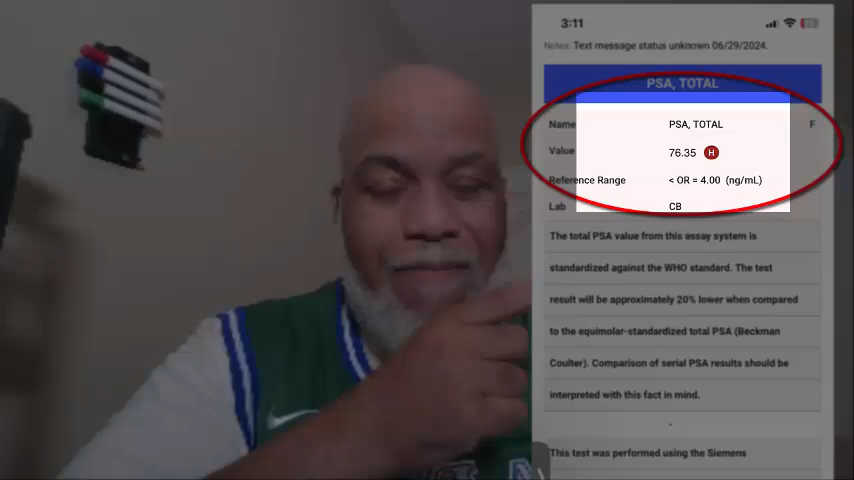 3:11
Notes: Text message status unknown 06/29/2024.
PSA, TOTAL
Name PSA, TOTAL F
Value 76.35 H
Reference Range < OR = 4.00 (ng/mL)
Lab CB
The total PSA value from this assay system is
standardized against the WHO standard. The test
result will be approximately 20% lower when compared
to the equimolar-standardized total PSA (Beckman
Coulter). Comparison of serial PSA results should be
interpreted with this fact in mind.
.
This test was performed using the Siemens